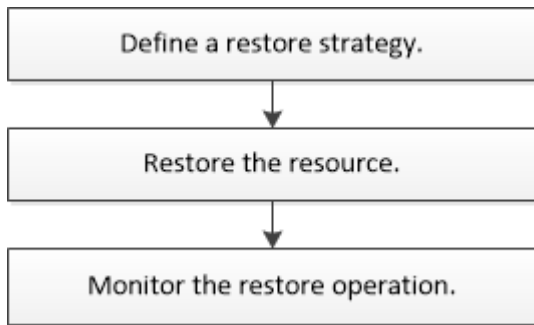 Define a restore strategy.
Restore the resource.
Monitor the restore operation.